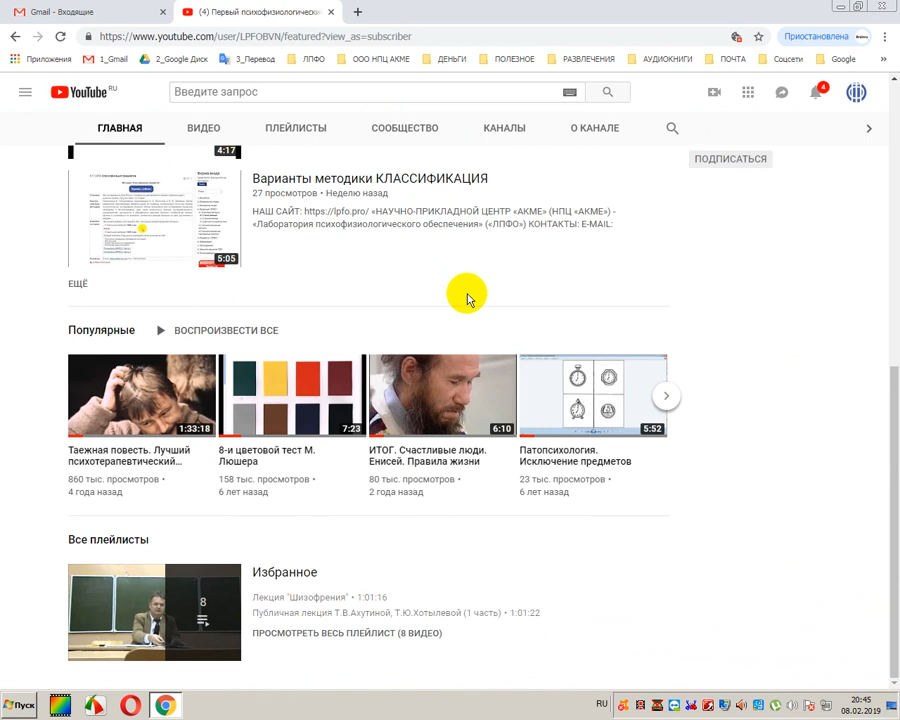 Gmail - Входящие
(4) Первый психофизиологически
https://www.youtube.com/user/LPFOBVN/featured?view_as=subscriber
Приостановлена
Приложения 1_Gmail 2_Google Диск 3_Перевод ЛПФО ООО НПЦ АКМЕ ДЕНЬГИ ПОЛЕЗНОЕ РАЗВЛЕЧЕНИЯ АУДИОКНИГИ ПОЧТА Соцсети Google »
YouTube RU
Введите запрос
4
ГЛАВНАЯ ВИДЕО ПЛЕЙЛИСТЫ СООБЩЕСТВО КАНАЛЫ О КАНАЛЕ
4:17
ПОДПИСАТЬСЯ
Варианты методики КЛАССИФИКАЦИЯ
27 просмотров • Неделю назад
НАШ САЙТ: https://lpfo.pro/ «НАУЧНО-ПРИКЛАДНОЙ ЦЕНТР «АКМЕ» (НПЦ «АКМЕ») -
«Лаборатория психофизиологического обеспечения» («ЛПФО») КОНТАКТЫ: E-MAIL:
5:05
ЕЩЁ
Популярные ВОСПРОИЗВЕСТИ ВСЕ
1:33:18
7:23
6:10
5:52
Таежная повесть. Лучший
психотерапевтический...
860 тыс. просмотров •
4 года назад
8-и цветовой тест М.
Люшера
158 тыс. просмотров •
6 лет назад
ИТОГ. Счастливые люди.
Енисей. Правила жизни
80 тыс. просмотров •
2 года назад
Патопсихология.
Исключение предметов
23 тыс. просмотров •
6 лет назад
Все плейлисты
8
Избранное
Лекция "Шизофрения" • 1:01:16
Публичная лекция Т.В.Ахутиной, Т.Ю.Хотылевой (1 часть) • 1:01:22
ПРОСМОТРЕТЬ ВЕСЬ ПЛЕЙЛИСТ (8 ВИДЕО)
Пуск
RU
20:45
08.02.2019